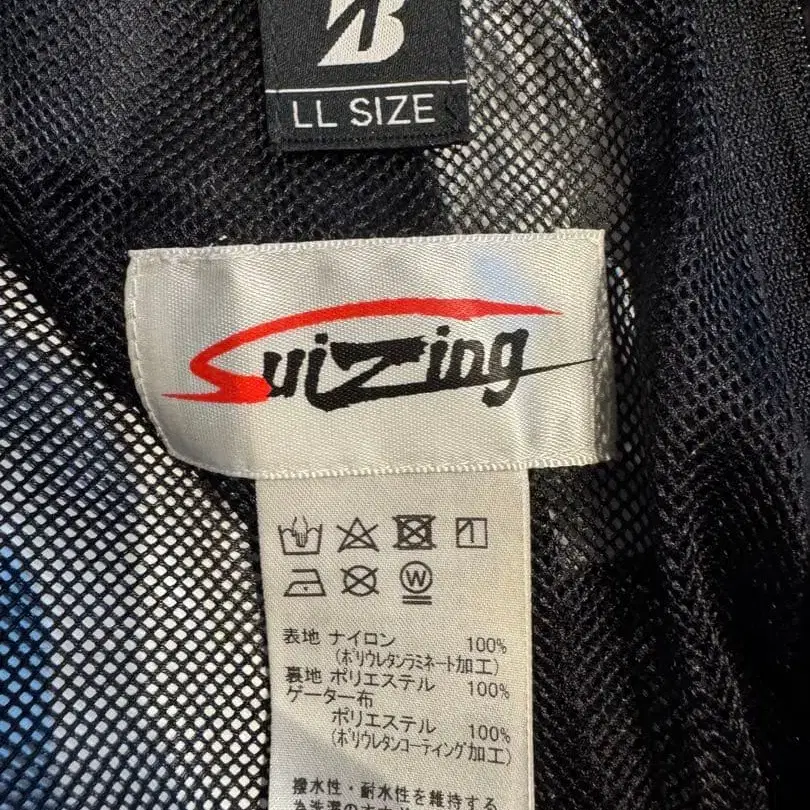 B
LL SIZE
Suizing
W
表地 ナイロン 100%
(ポリウレタンラミネート加工)
裏地 ポリエステル 100%
ゲーター布
ポリエステル 100%
(ポリウレタンコーティング加工)
撥水性・耐水性を維持する